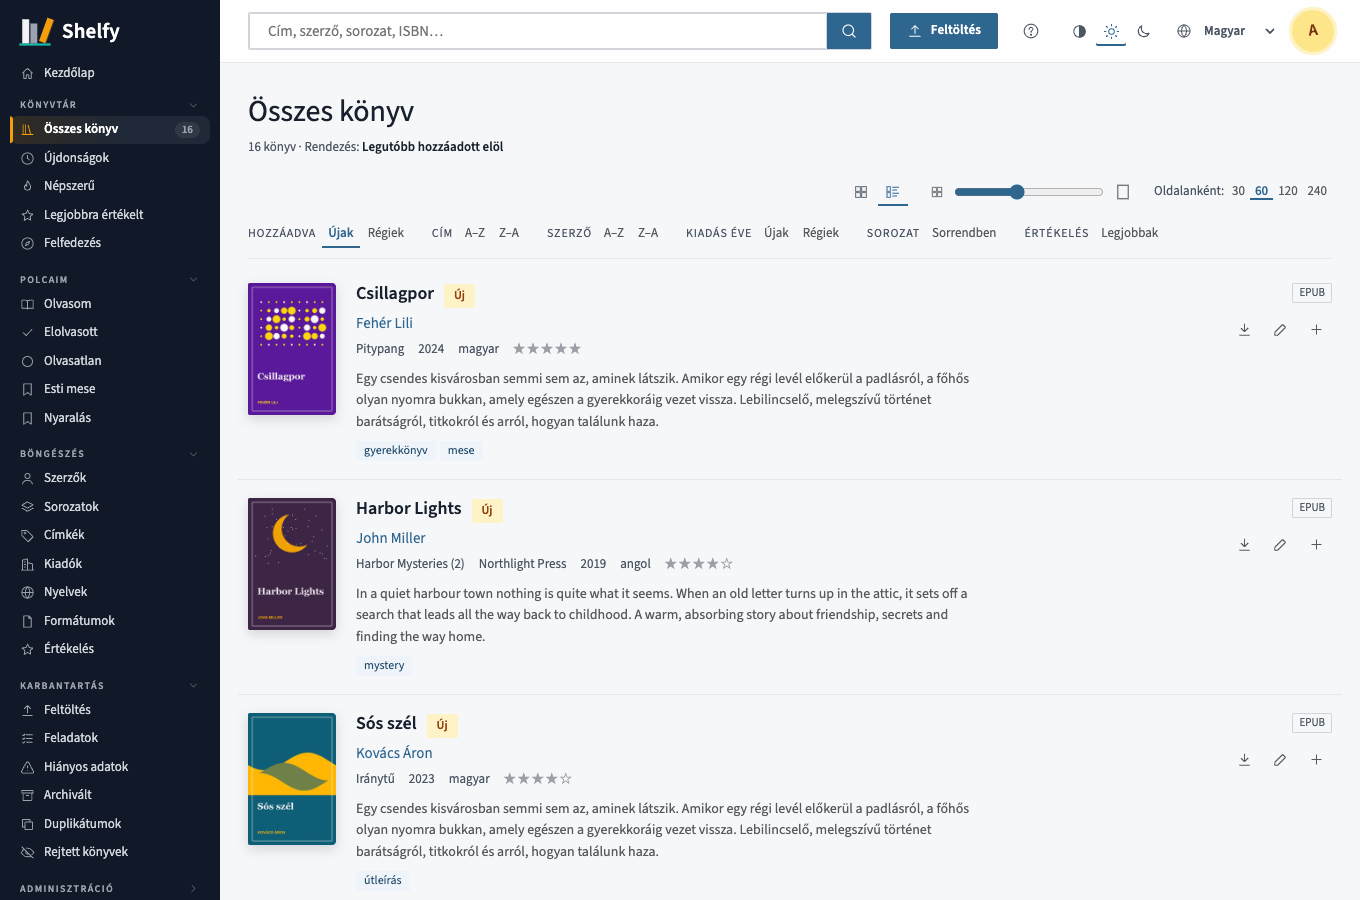 Shelfy
Kezdőlap
KÖNYVTÁR
Összes könyv 16
Újdonságok
Népszerű
Legjobbra értékelt
Felfedezés
POLCAIM
Olvasom
Elolvasott
Olvasatlan
Esti mese
Nyaralás
BÖNGÉSZÉS
Szerzők
Sorozatok
Címkék
Kiadók
Nyelvek
Formátumok
Értékelés
KARBANTARTÁS
Feltöltés
Feladatok
Hiányos adatok
Archivált
Duplikátumok
Rejtett könyvek
ADMINISZTRÁCIÓ
Cím, szerző, sorozat, ISBN…
Feltöltés
Magyar
A
Összes könyv
16 könyv · Rendezés: Legutóbb hozzáadott elöl
Oldalanként: 30 60 120 240
HOZZÁADVA Újak Régiek CÍM A–Z Z–A SZERZŐ A–Z Z–A KIADÁS ÉVE Újak Régiek SOROZAT Sorrendben ÉRTÉKELÉS Legjobbak
Csillagpor
FEHÉR LILI
Csillagpor Új
EPUB
Fehér Lili
Pitypang 2024 magyar ★★★★★
Egy csendes kisvárosban semmi sem az, aminek látszik. Amikor egy régi levél előkerül a padlásról, a főhős
olyan nyomra bukkan, amely egészen a gyerekkoráig vezet vissza. Lebilincselő, melegszívű történet
barátságról, titkokról és arról, hogyan találunk haza.
gyerekkönyv mese
Harbor Lights
JOHN MILLER
Harbor Lights Új
EPUB
John Miller
Harbor Mysteries (2) Northlight Press 2019 angol ★★★★☆
In a quiet harbour town nothing is quite what it seems. When an old letter turns up in the attic, it sets off a
search that leads all the way back to childhood. A warm, absorbing story about friendship, secrets and
finding the way home.
mystery
Sós szél
KOVÁCS ÁRON
Sós szél Új
EPUB
Kovács Áron
Iránytű 2023 magyar ★★★★☆
Egy csendes kisvárosban semmi sem az, aminek látszik. Amikor egy régi levél előkerül a padlásról, a főhős
olyan nyomra bukkan, amely egészen a gyerekkoráig vezet vissza. Lebilincselő, melegszívű történet
barátságról, titkokról és arról, hogyan találunk haza.
útleírás